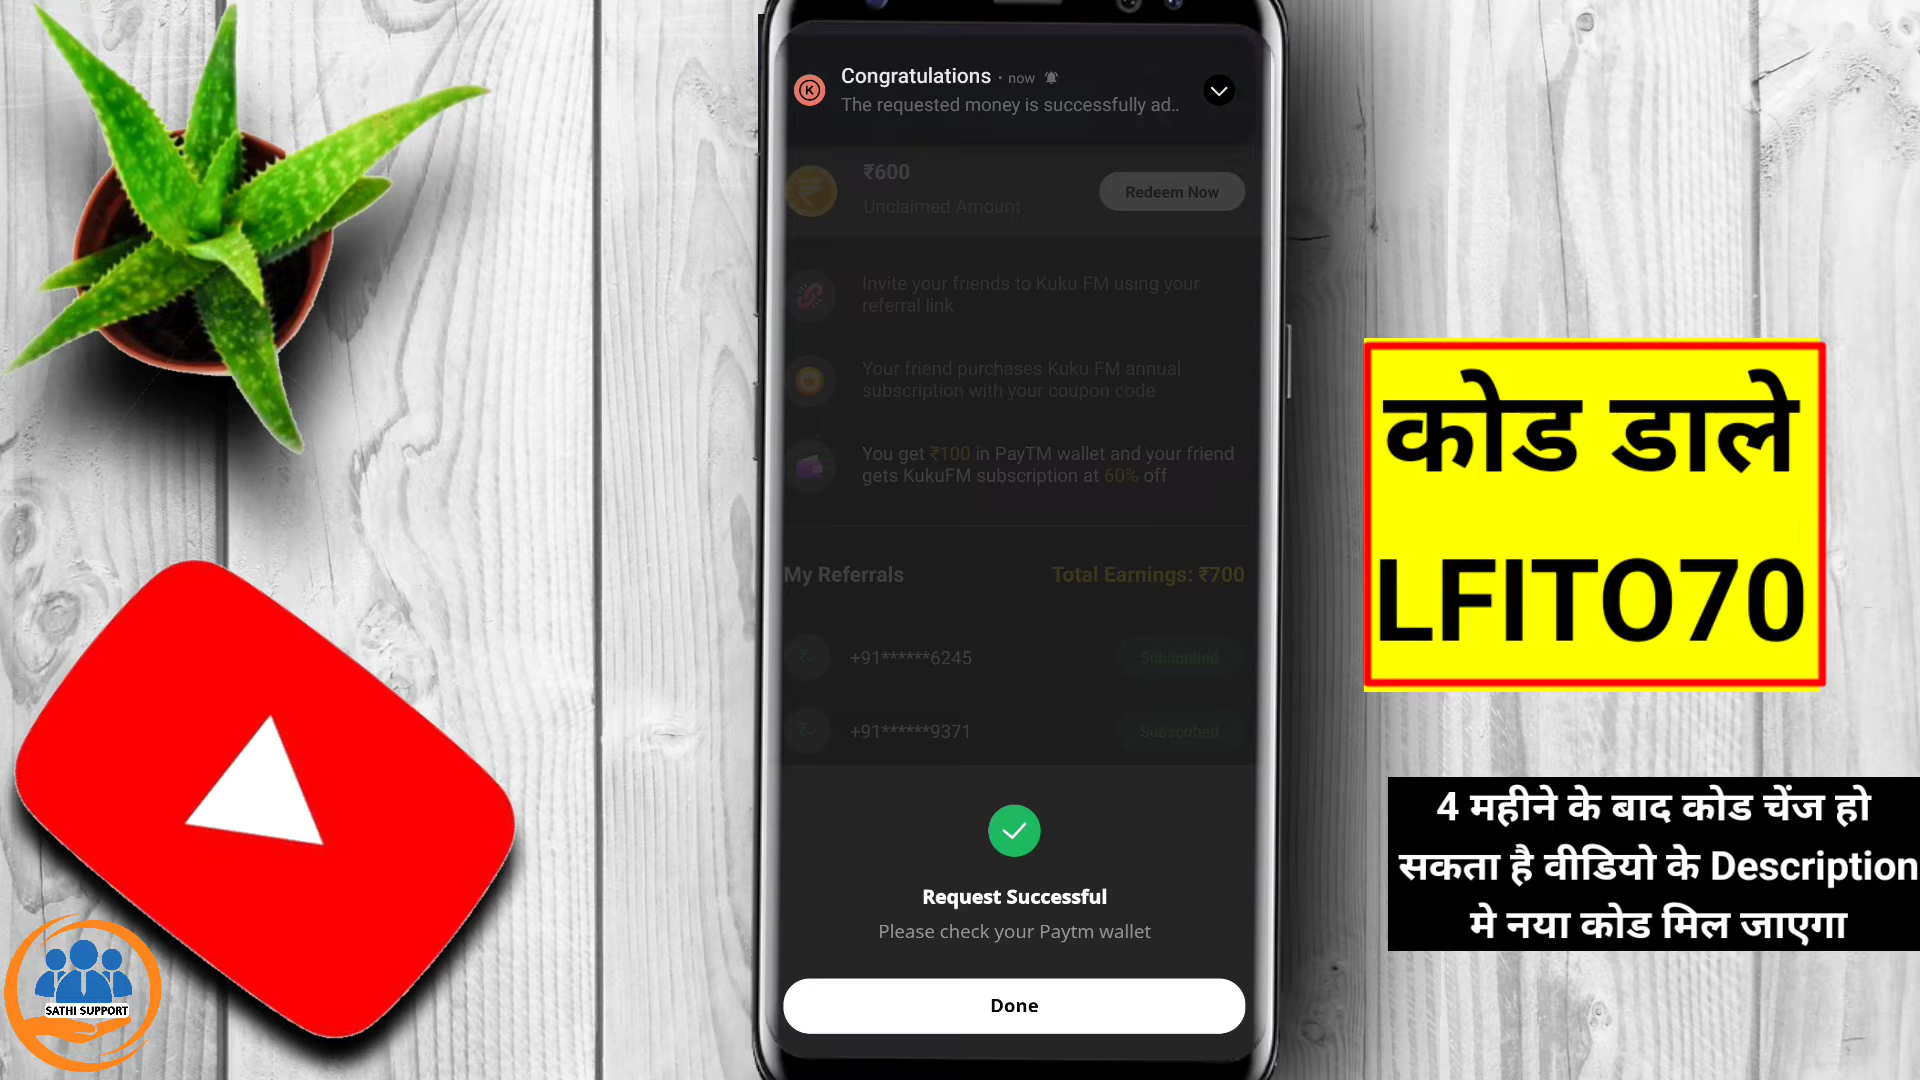 Congratulations · now
The requested money is successfully ad..
₹600
Unclaimed Amount
Redeem Now
Invite your friends to Kuku FM using your
referral link
Your friend purchases Kuku FM annual
subscription with your coupon code
You get ₹100 in PayTM wallet and your friend
gets KukuFM subscription at 60% off
My Referrals
Total Earnings: ₹700
+91******6245
Subscribed
+91******9371
Subscribed
Request Successful
Please check your Paytm wallet
Done
कोड डाले
LFITO70
4 महीने के बाद कोड चेंज हो
सकता है वीडियो के Description
मे नया कोड मिल जाएगा
SATHI SUPPORT